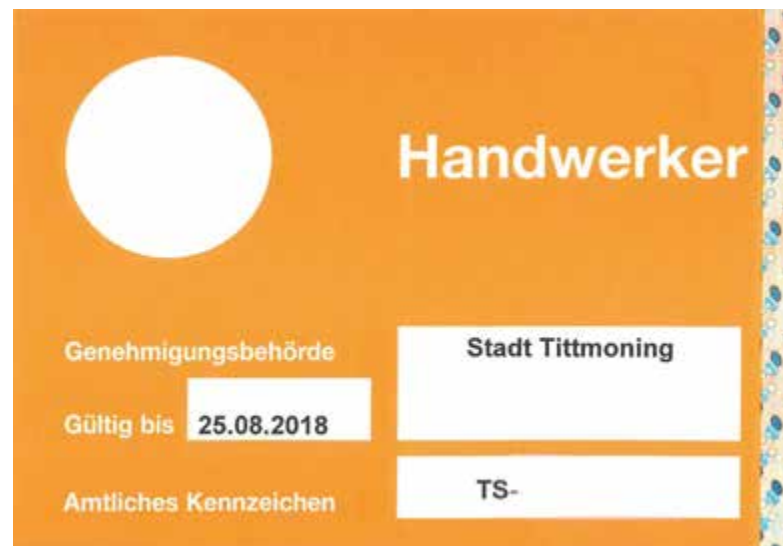 Handwerker
Genehmigungsbehörde
Stadt Tittmoning
Gültig bis 25.08.2018
Amtliches Kennzeichen
TS-